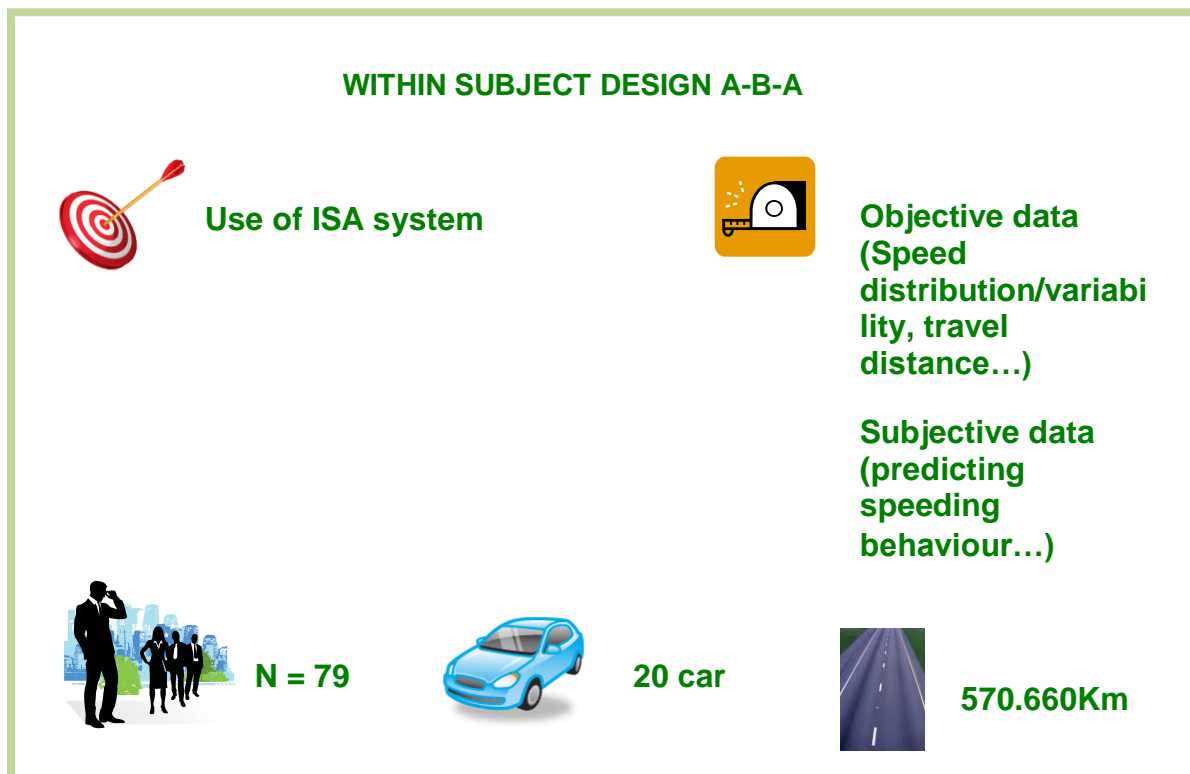 WITHIN SUBJECT DESIGN A-B-A
Use of ISA system
Objective data
(Speed
distribution/variabi
lity, travel
distance…)
Subjective data
(predicting
speeding
behaviour…)
N = 79
20 car
570.660Km